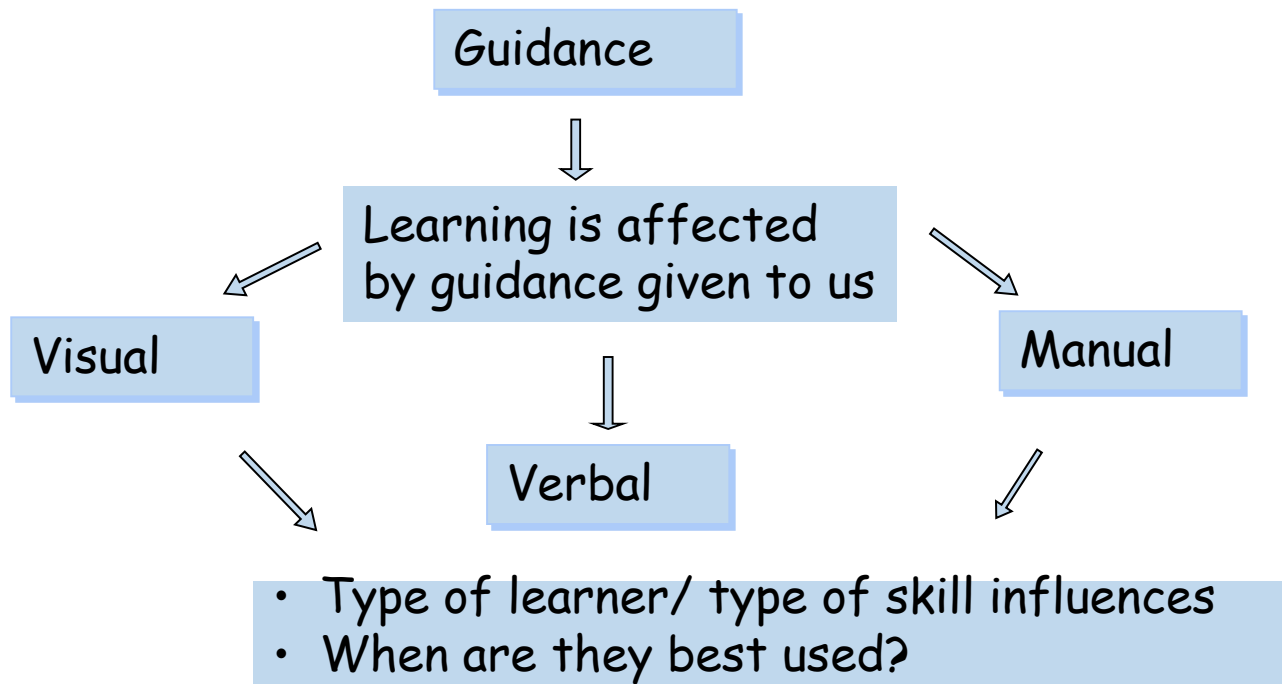 Guidance
Learning is affected
by guidance given to us
Visual
Manual
Verbal
• Type of learner/ type of skill influences
• When are they best used?